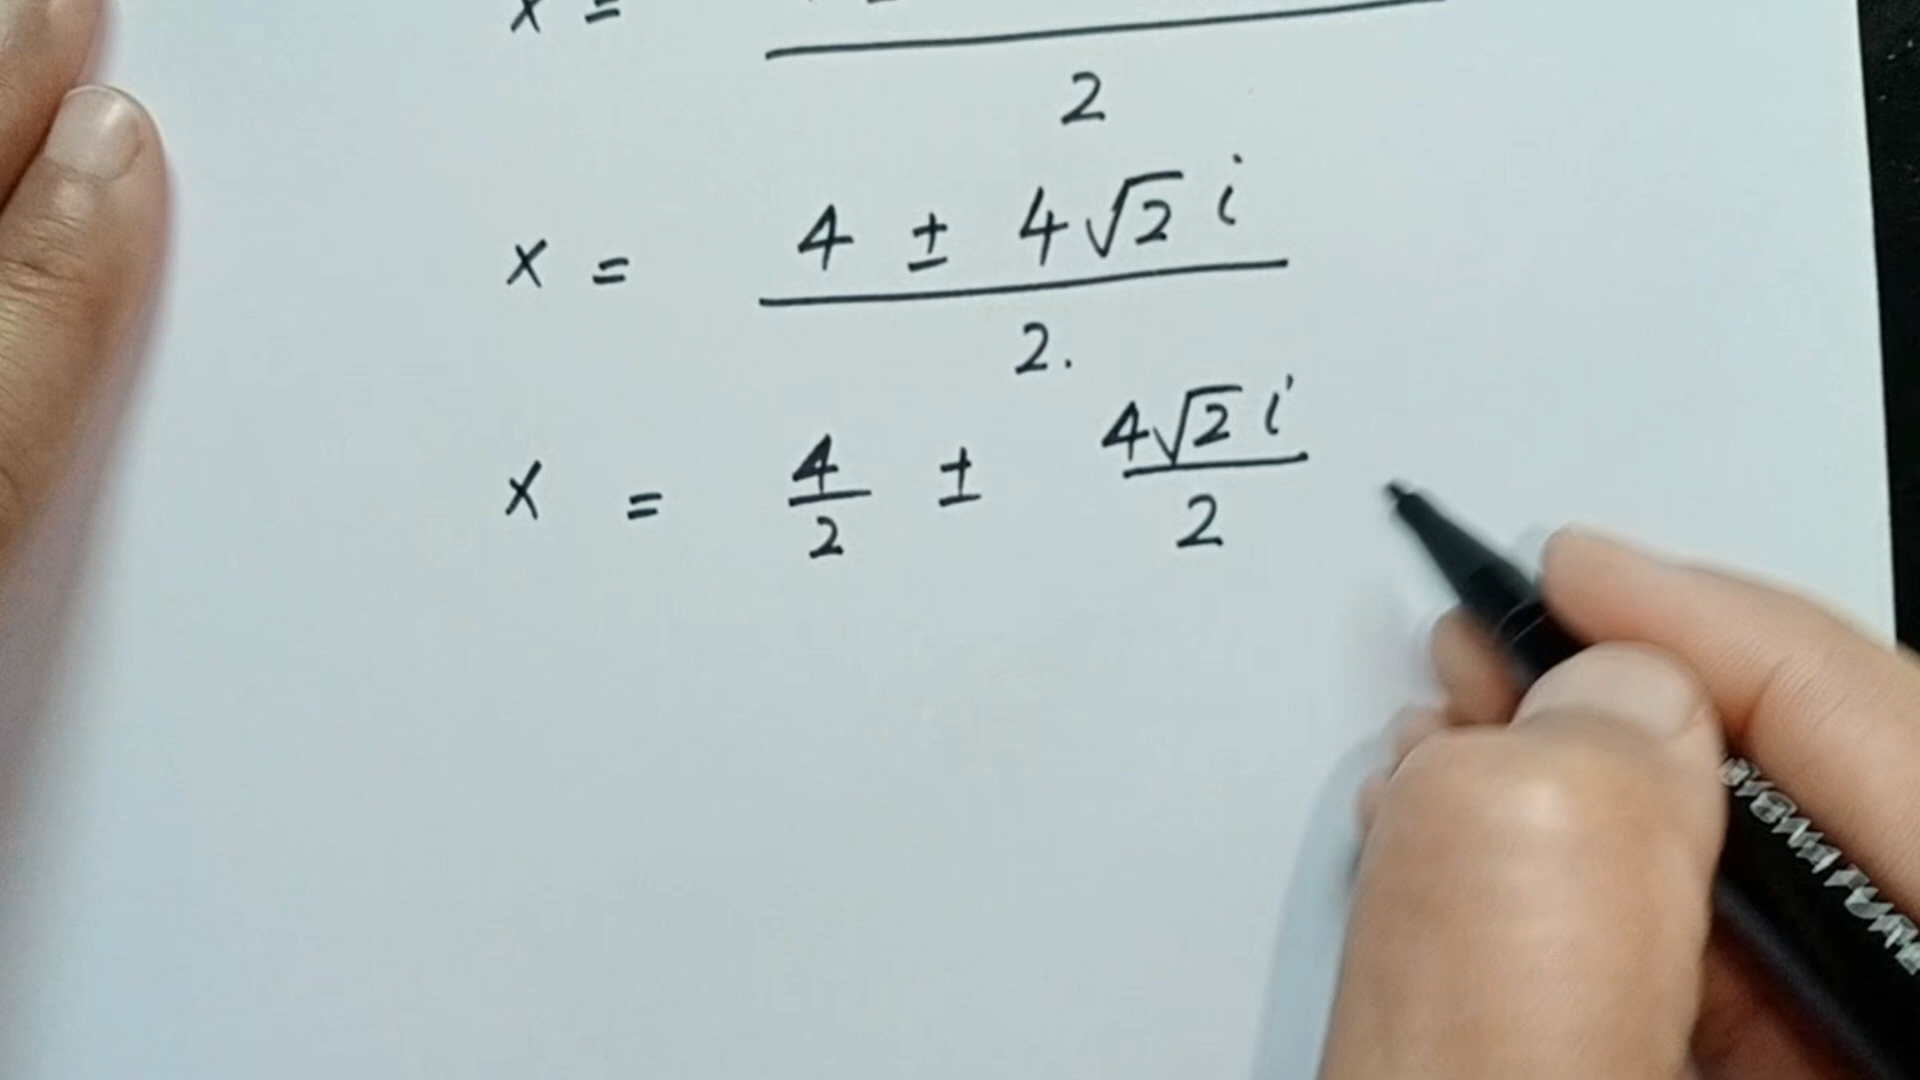 x =
2
4 ± 4√2 i
x =
2.
4√2 i
x = 4/2 ±
2